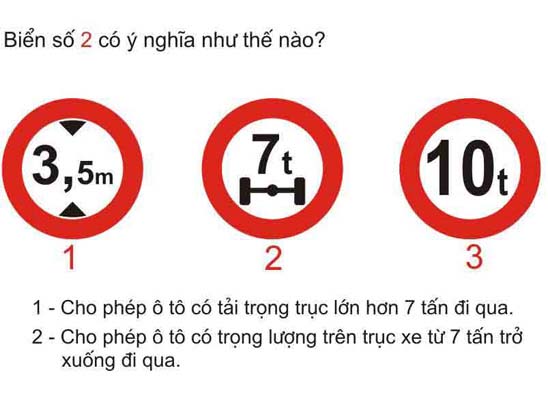 Biển số 2 có ý nghĩa như thế nào?
3,5m 7t 10t
1 2 3
1 - Cho phép ô tô có tải trọng trục lớn hơn 7 tấn đi qua.
2 - Cho phép ô tô có trọng lượng trên trục xe từ 7 tấn trở
xuống đi qua.